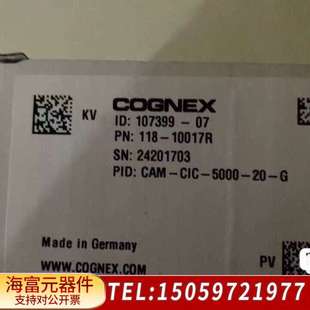 KV
COGNEX
ID: 107399 - 07
PN: 118-10017R
SN: 24201703
PID: CAM-CIC-5000-20-G
Made in Germany
WWW.COGNEX.COM
PV
海富元器件
支持对公开票
TEL:15059721977